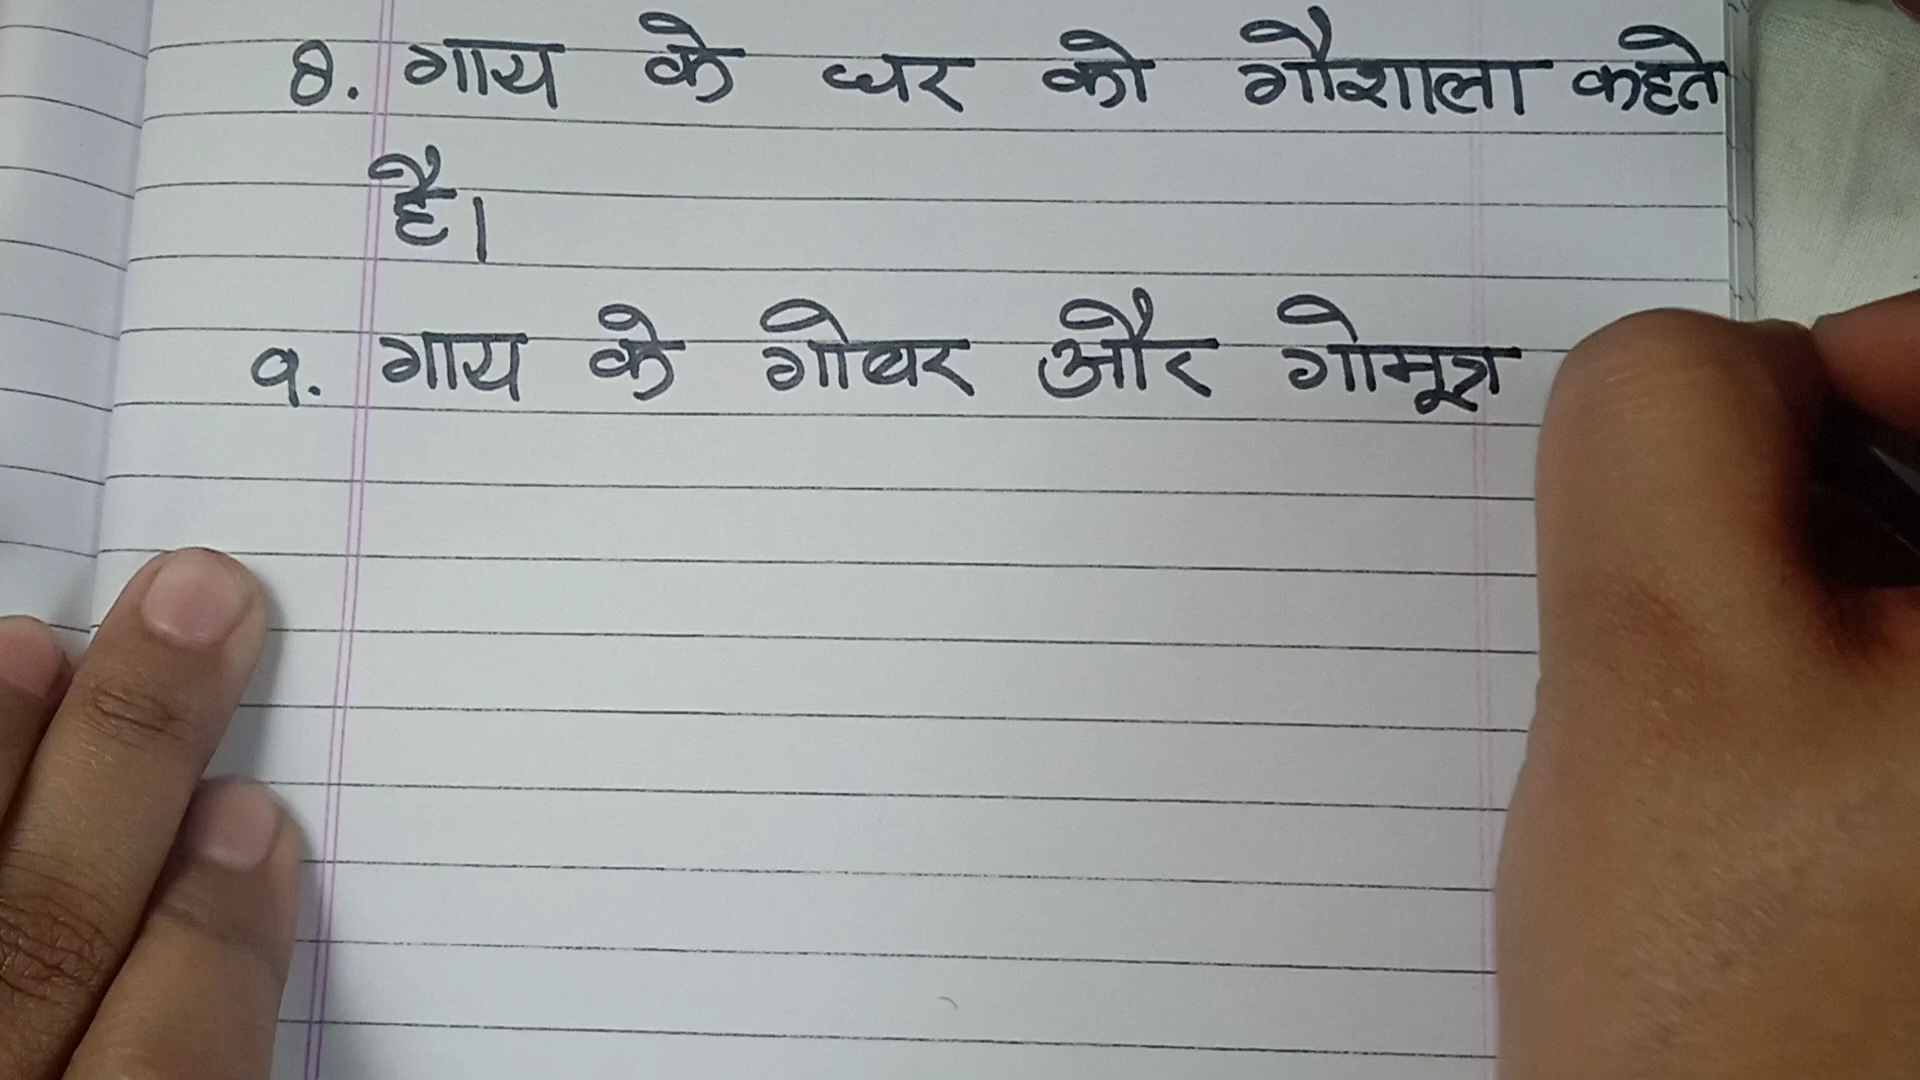 8. गाय के घर को गौशाला कहते
है।
9. गाय के गोबर और गोमूत्र